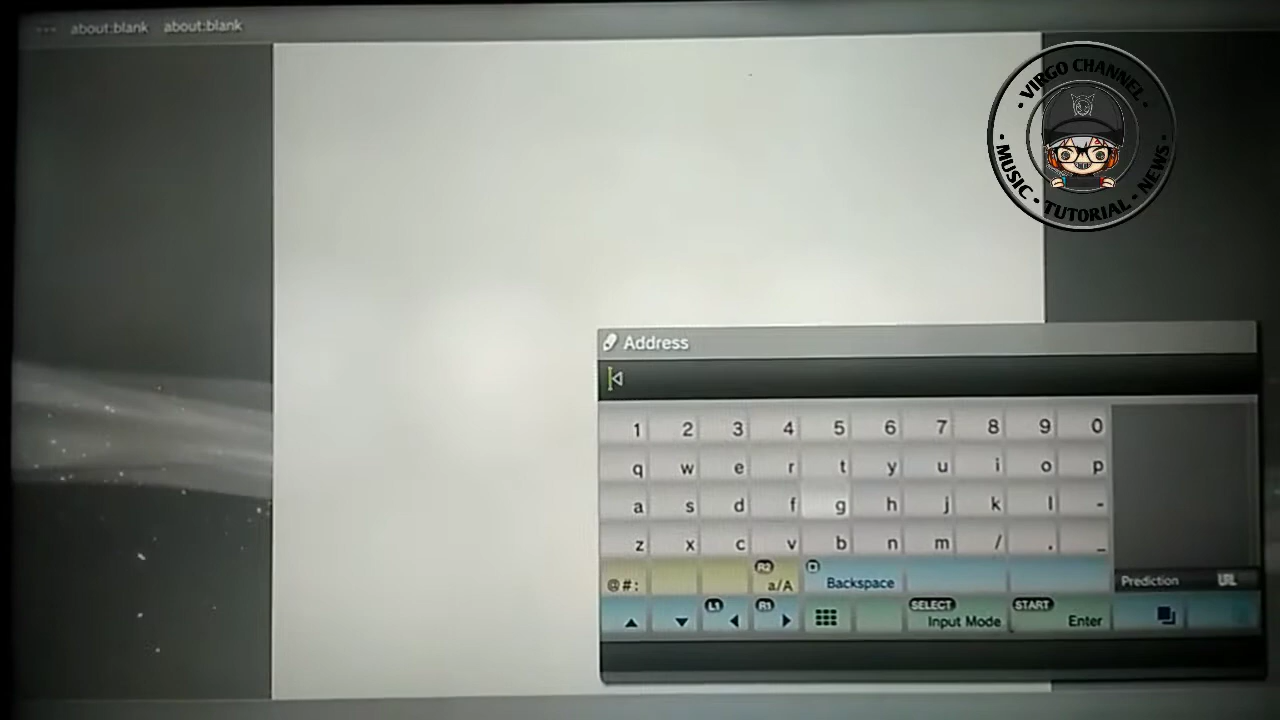 about:blank about:blank
• VIRGO CHANNEL •
• MUSIC • TUTORIAL • NEWS •
Address
1 2 3 4 5 6 7 8 9 0
q w e r t y u i o p
a s d f g h j k l -
z x c v b n m / . _
@#: R2 a/A Backspace
Prediction URL
L1 R1 SELECT Input Mode START Enter